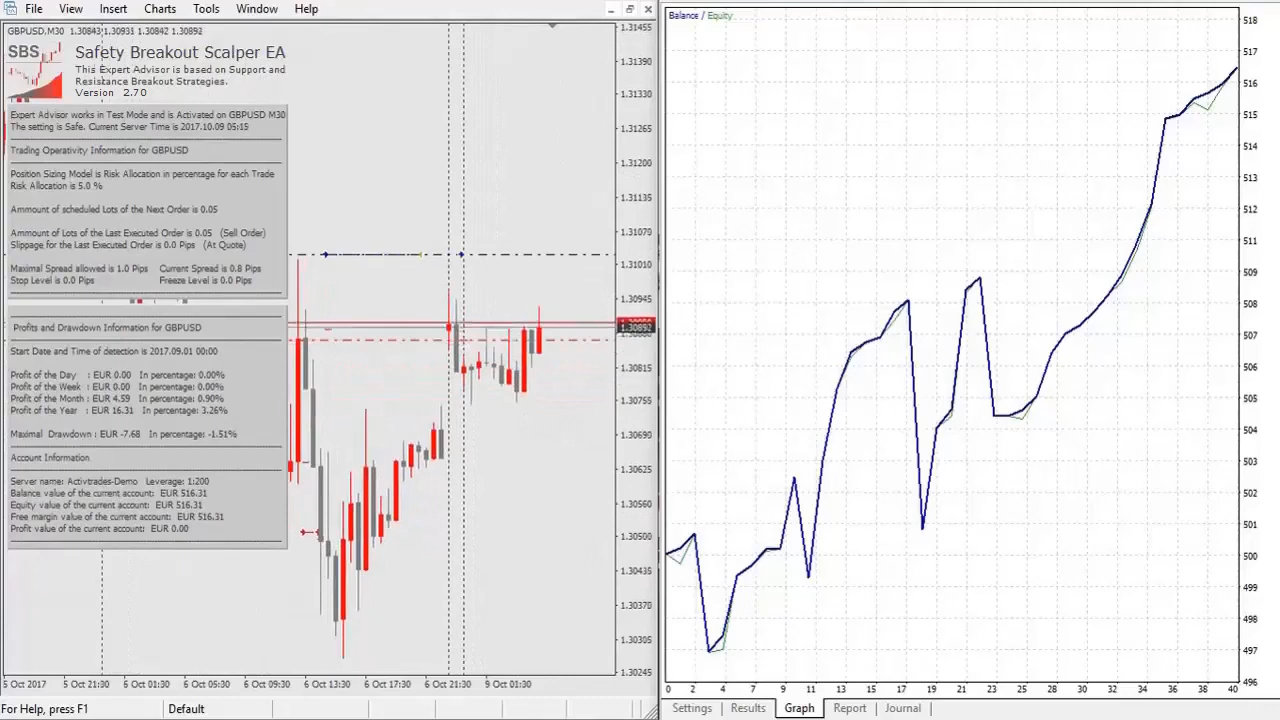 File View Insert Charts Tools Window Help
GBPUSD,M30 1.30843 1.30931 1.30842 1.30892
SBS Safety Breakout Scalper EA
This Expert Advisor is based on Support and
Resistance Breakout Strategies.
Version 2.70
Expert Advisor works in Test Mode and is Activated on GBPUSD M30
The setting is Safe. Current Server Time is 2017.10.09 05:15
Trading Operativity Information for GBPUSD
Position Sizing Model is Risk Allocation in percentage for each Trade
Risk Allocation is 5.0 %
Ammount of scheduled Lots of the Next Order is 0.05
Ammount of Lots of the Last Executed Order is 0.05 (Sell Order)
Slippage for the Last Executed Order is 0.0 Pips (At Quote)
Maximal Spread allowed is 1.0 Pips Current Spread is 0.8 Pips
Stop Level is 0.0 Pips Freeze Level is 0.0 Pips
Profits and Drawdown Information for GBPUSD
Start Date and Time of detection is 2017.09.01 00:00
Profit of the Day : EUR 0.00 In percentage: 0.00%
Profit of the Week : EUR 0.00 In percentage: 0.00%
Profit of the Month : EUR 4.59 In percentage: 0.90%
Profit of the Year : EUR 16.31 In percentage: 3.26%
Maximal Drawdown : EUR -7.68 In percentage: -1.51%
Account Information
Server name: Activtrades-Demo Leverage: 1:200
Balance value of the current account: EUR 516.31
Equity value of the current account: EUR 516.31
Free margin value of the current account: EUR 516.31
Profit value of the current account: EUR 0.00
1.31455
1.31390
1.31330
1.31265
1.31200
1.31135
1.31070
1.31010
1.30945
1.30892
1.30815
1.30755
1.30690
1.30625
1.30560
1.30500
1.30435
1.30370
1.30305
1.30245
5 Oct 2017 5 Oct 21:30 6 Oct 01:30 6 Oct 05:30 6 Oct 09:30 6 Oct 13:30 6 Oct 17:30 6 Oct 21:30 9 Oct 01:30
For Help, press F1 Default
Balance / Equity
518
517
516
515
514
513
512
511
509
508
507
506
505
504
503
502
501
500
499
498
497
496
0 2 4 6 7 9 11 13 15 17 19 21 23 25 26 28 30 32 34 36 38 40
Settings Results Graph Report Journal